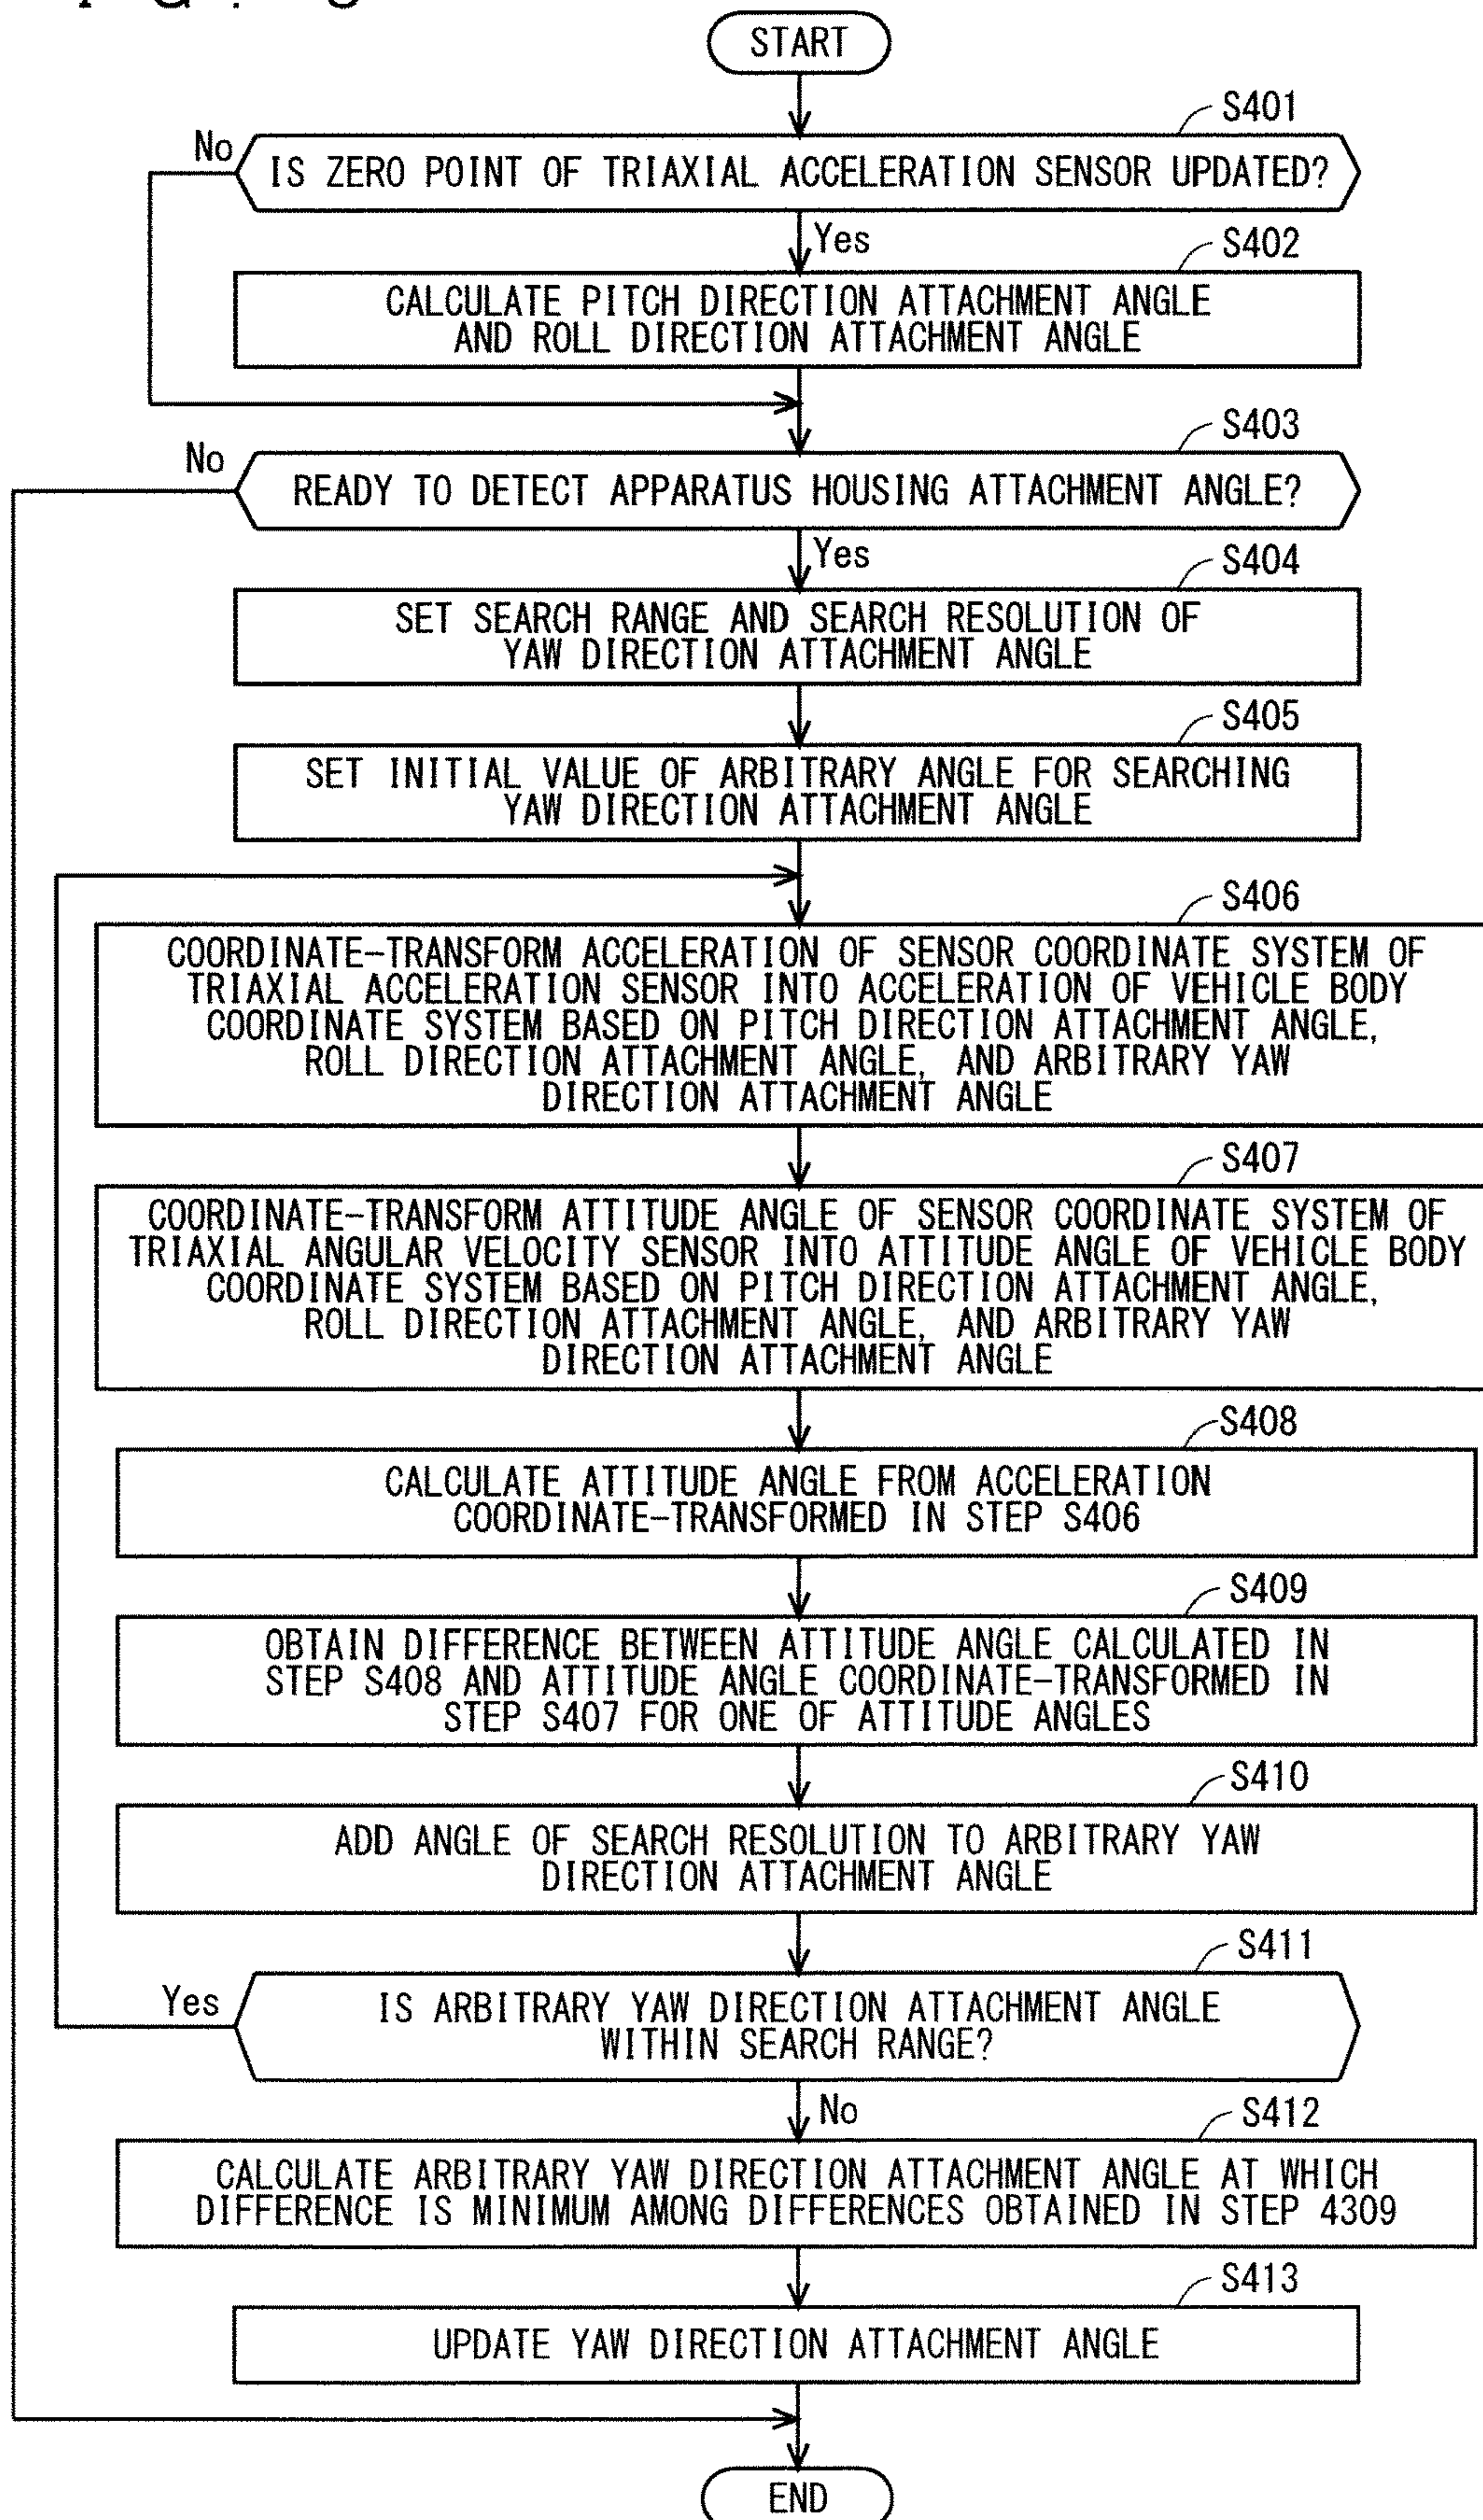 START
S401
No
IS ZERO POINT OF TRIAXIAL ACCELERATION SENSOR UPDATED?
Yes
S402
CALCULATE PITCH DIRECTION ATTACHMENT ANGLE
AND ROLL DIRECTION ATTACHMENT ANGLE
S403
No
READY TO DETECT APPARATUS HOUSING ATTACHMENT ANGLE?
Yes
S404
SET SEARCH RANGE AND SEARCH RESOLUTION OF
YAW DIRECTION ATTACHMENT ANGLE
S405
SET INITIAL VALUE OF ARBITRARY ANGLE FOR SEARCHING
YAW DIRECTION ATTACHMENT ANGLE
S406
COORDINATE-TRANSFORM ACCELERATION OF SENSOR COORDINATE SYSTEM OF
TRIAXIAL ACCELERATION SENSOR INTO ACCELERATION OF VEHICLE BODY
COORDINATE SYSTEM BASED ON PITCH DIRECTION ATTACHMENT ANGLE,
ROLL DIRECTION ATTACHMENT ANGLE, AND ARBITRARY YAW
DIRECTION ATTACHMENT ANGLE
S407
COORDINATE-TRANSFORM ATTITUDE ANGLE OF SENSOR COORDINATE SYSTEM OF
TRIAXIAL ANGULAR VELOCITY SENSOR INTO ATTITUDE ANGLE OF VEHICLE BODY
COORDINATE SYSTEM BASED ON PITCH DIRECTION ATTACHMENT ANGLE,
ROLL DIRECTION ATTACHMENT ANGLE, AND ARBITRARY YAW
DIRECTION ATTACHMENT ANGLE
S408
CALCULATE ATTITUDE ANGLE FROM ACCELERATION
COORDINATE-TRANSFORMED IN STEP S406
S409
OBTAIN DIFFERENCE BETWEEN ATTITUDE ANGLE CALCULATED IN
STEP S408 AND ATTITUDE ANGLE COORDINATE-TRANSFORMED IN
STEP S407 FOR ONE OF ATTITUDE ANGLES
S410
ADD ANGLE OF SEARCH RESOLUTION TO ARBITRARY YAW
DIRECTION ATTACHMENT ANGLE
S411
Yes
IS ARBITRARY YAW DIRECTION ATTACHMENT ANGLE
WITHIN SEARCH RANGE?
No
S412
CALCULATE ARBITRARY YAW DIRECTION ATTACHMENT ANGLE AT WHICH
DIFFERENCE IS MINIMUM AMONG DIFFERENCES OBTAINED IN STEP 4309
S413
UPDATE YAW DIRECTION ATTACHMENT ANGLE
END